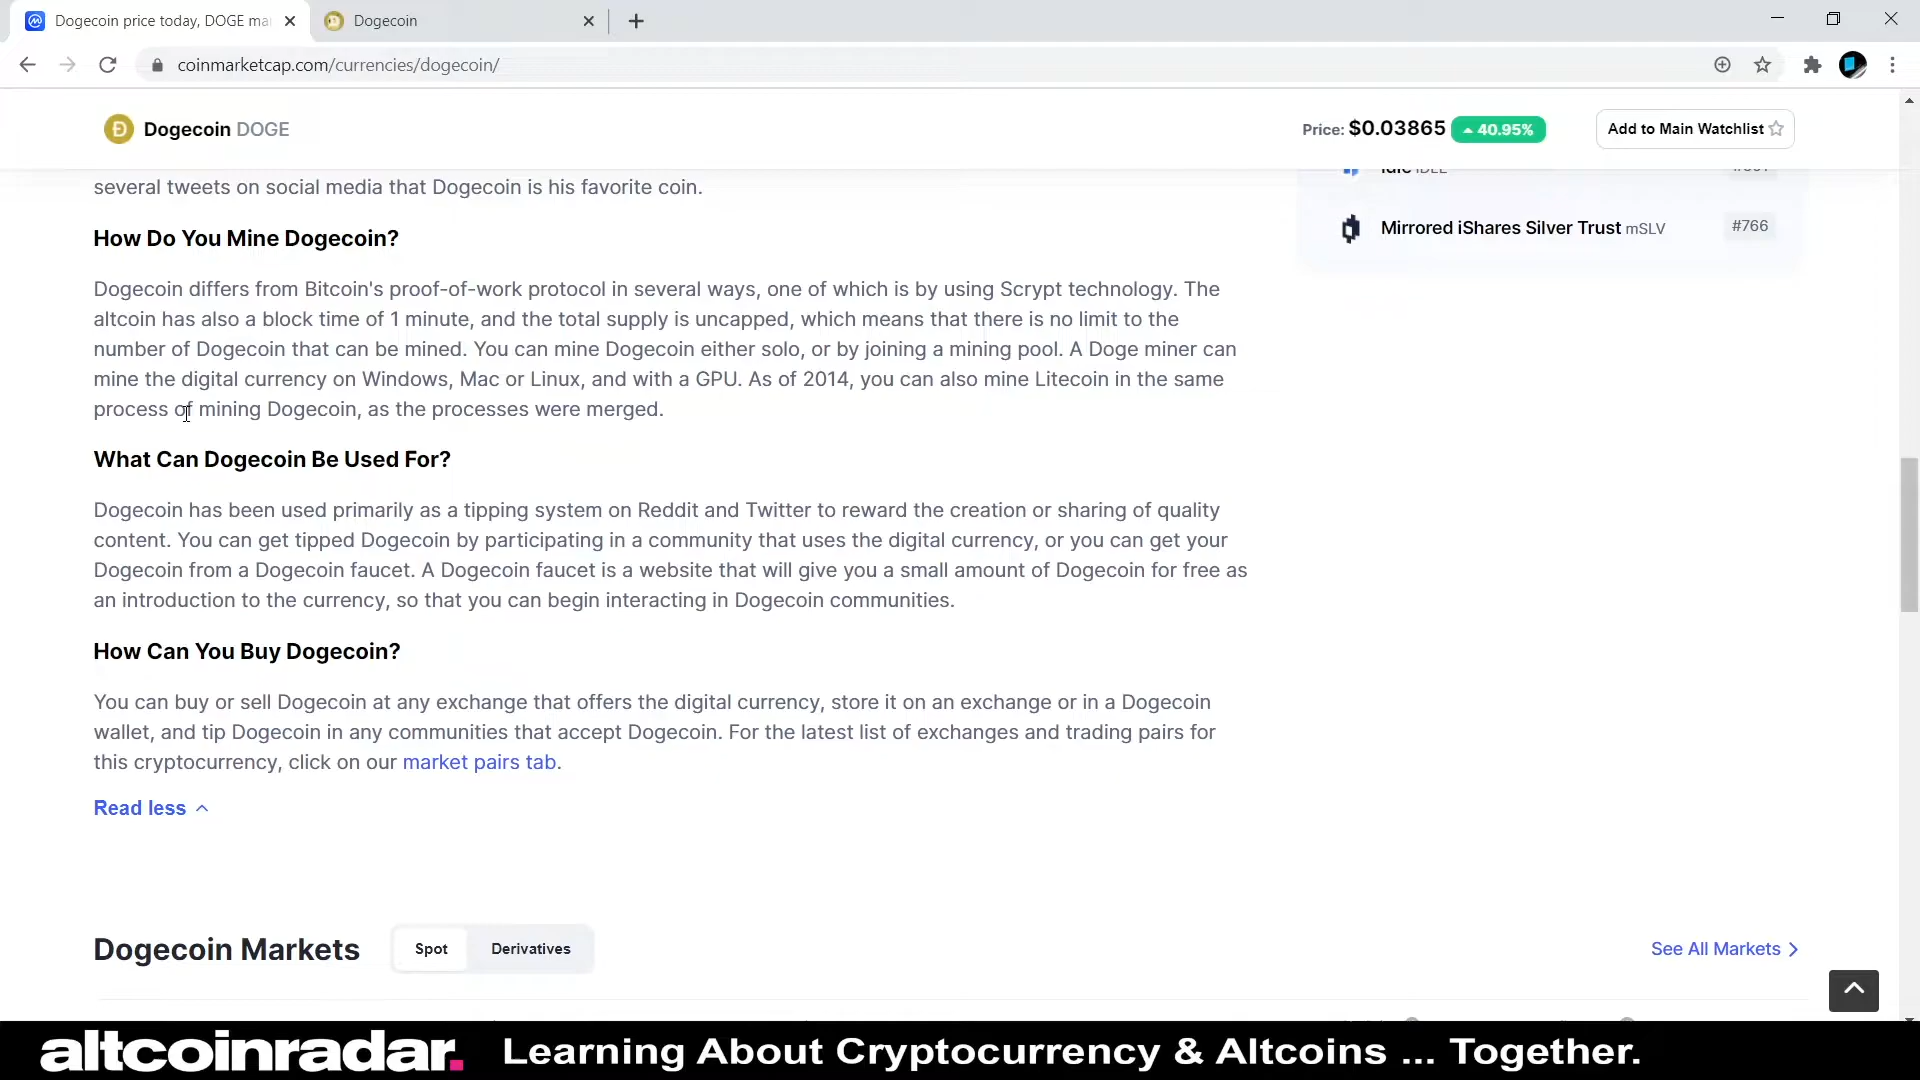 Dogecoin price today, DOGE ma
Dogecoin
coinmarketcap.com/currencies/dogecoin/
Dogecoin DOGE
Price: $0.03865 40.95%
Add to Main Watchlist
several tweets on social media that Dogecoin is his favorite coin.
Mirrored iShares Silver Trust mSLV #766
How Do You Mine Dogecoin?
Dogecoin differs from Bitcoin's proof-of-work protocol in several ways, one of which is by using Scrypt technology. The
altcoin has also a block time of 1 minute, and the total supply is uncapped, which means that there is no limit to the
number of Dogecoin that can be mined. You can mine Dogecoin either solo, or by joining a mining pool. A Doge miner can
mine the digital currency on Windows, Mac or Linux, and with a GPU. As of 2014, you can also mine Litecoin in the same
process of mining Dogecoin, as the processes were merged.
What Can Dogecoin Be Used For?
Dogecoin has been used primarily as a tipping system on Reddit and Twitter to reward the creation or sharing of quality
content. You can get tipped Dogecoin by participating in a community that uses the digital currency, or you can get your
Dogecoin from a Dogecoin faucet. A Dogecoin faucet is a website that will give you a small amount of Dogecoin for free as
an introduction to the currency, so that you can begin interacting in Dogecoin communities.
How Can You Buy Dogecoin?
You can buy or sell Dogecoin at any exchange that offers the digital currency, store it on an exchange or in a Dogecoin
wallet, and tip Dogecoin in any communities that accept Dogecoin. For the latest list of exchanges and trading pairs for
this cryptocurrency, click on our market pairs tab.
Read less
Dogecoin Markets
Spot
Derivatives
See All Markets
altcoinradar. Learning About Cryptocurrency & Altcoins ... Together.